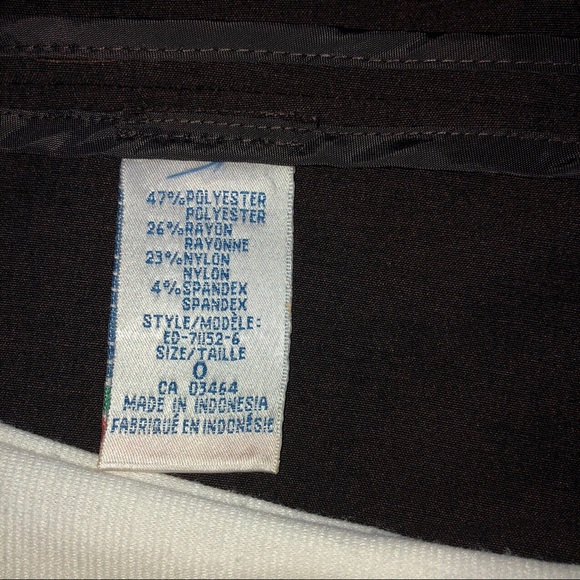 47%POLYESTER
POLYESTER
26%RAYON
RAYONNE
23%NYLON
NYLON
4%SPANDEX
SPANDEX
STYLE/MODÈLE:
ED-71152-6
SIZE/TAILLE
0
CA 03464
MADE IN INDONESIA
FABRIQUÉ EN INDONÉSIE